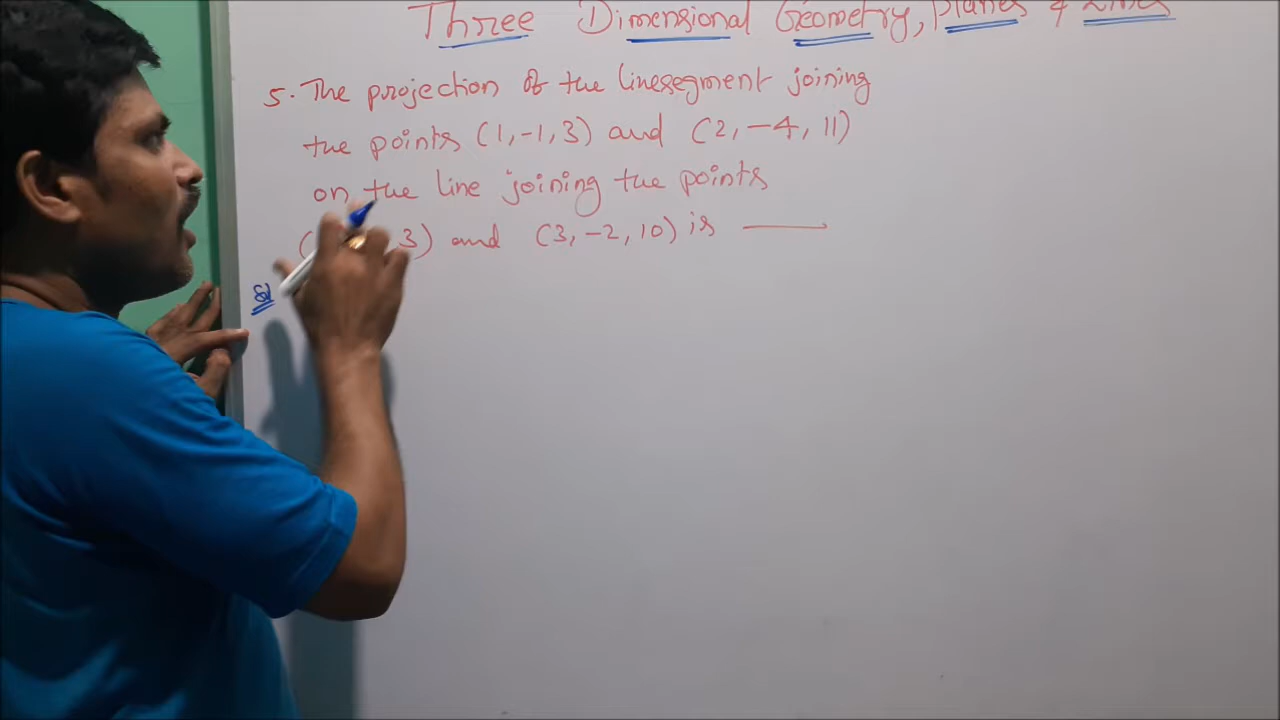 Three Dimensional Geometry, Planes & Lines
5. The projection of the linesegment joining
the points (1,-1,3) and (2,-4,11)
on the line joining the points
( 3) and (3,-2,10) is ———
Sol